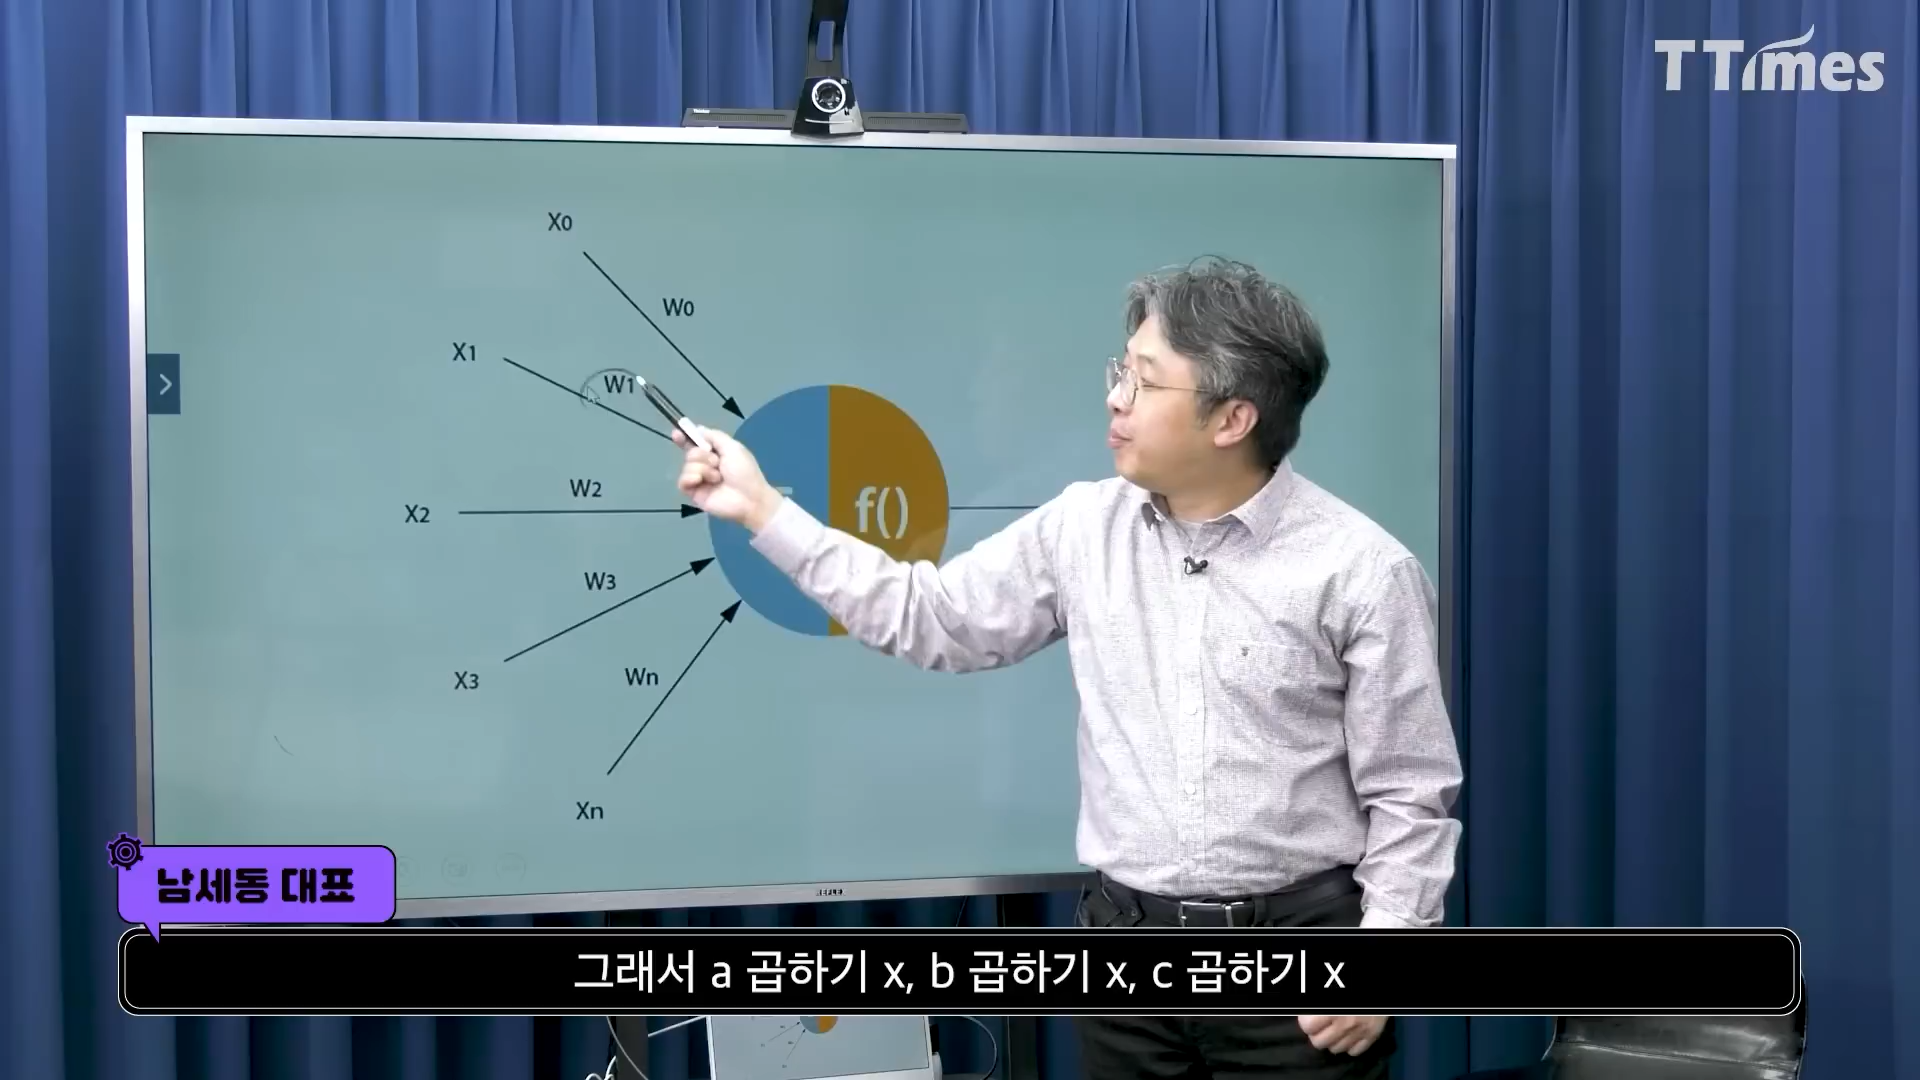 TTimes
X0
W0
X1
W1
W2
X2
f()
W3
X3
Wn
Xn
남세동 대표
그래서 a 곱하기 x, b 곱하기 x, c 곱하기 x